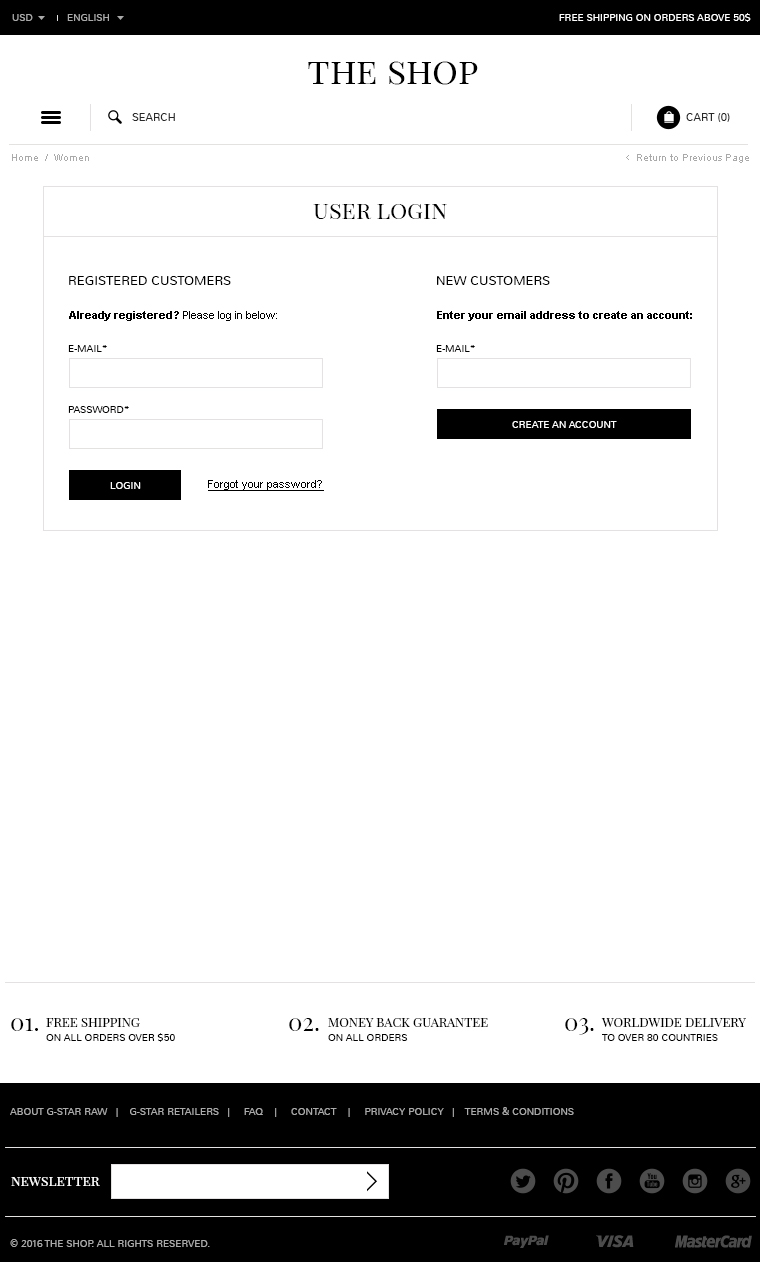 USD ENGLISH FREE SHIPPING ON ORDERS ABOVE 50$
THE SHOP
SEARCH CART (0)
Home / Women < Return to Previous Page
USER LOGIN
REGISTERED CUSTOMERS
Already registered? Please log in below:
E-MAIL*
PASSWORD*
LOGIN Forgot your password?
NEW CUSTOMERS
Enter your email address to create an account:
E-MAIL*
CREATE AN ACCOUNT
01. FREE SHIPPING
ON ALL ORDERS OVER $50
02. MONEY BACK GUARANTEE
ON ALL ORDERS
03. WORLDWIDE DELIVERY
TO OVER 80 COUNTRIES
ABOUT G-STAR RAW | G-STAR RETAILERS | FAQ | CONTACT | PRIVACY POLICY | TERMS & CONDITIONS
NEWSLETTER You Tube g+
© 2016 THE SHOP. ALL RIGHTS RESERVED. PayPal VISA MasterCard